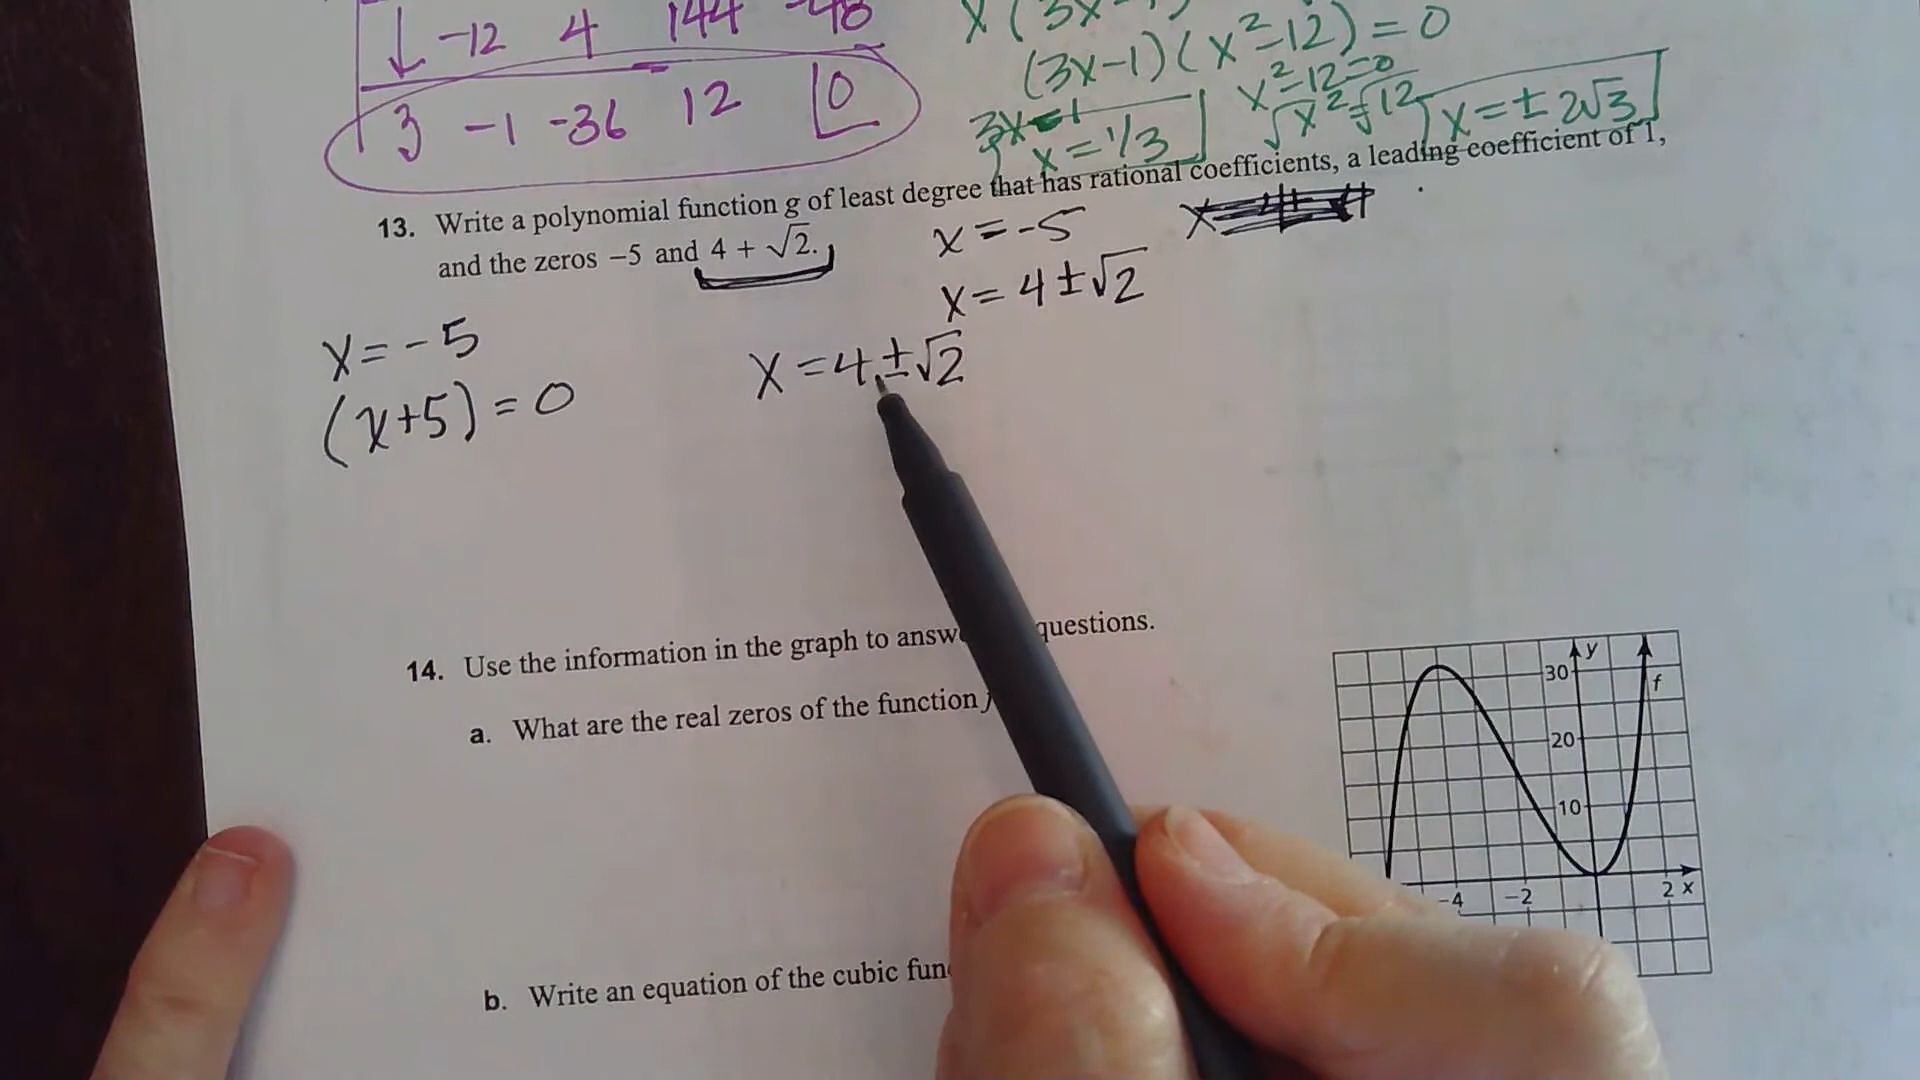 -12 4 144 -48
3 -1 -36 12 0
(3x-1)(x²-12)=0
x²-12=0
3x=1
√x²=√12
x=±2√3
x=1/3
13. Write a polynomial function g of least degree that has rational coefficients, a leading coefficient of 1,
and the zeros −5 and 4 + √2.
x=-5
x=4±√2
x=-5
x=4±√2
(x+5)=0
14. Use the information in the graph to questions.
a. What are the real zeros of the function
b. Write an equation of the cubic
y
30
f
20
10
-4 -2 2 x